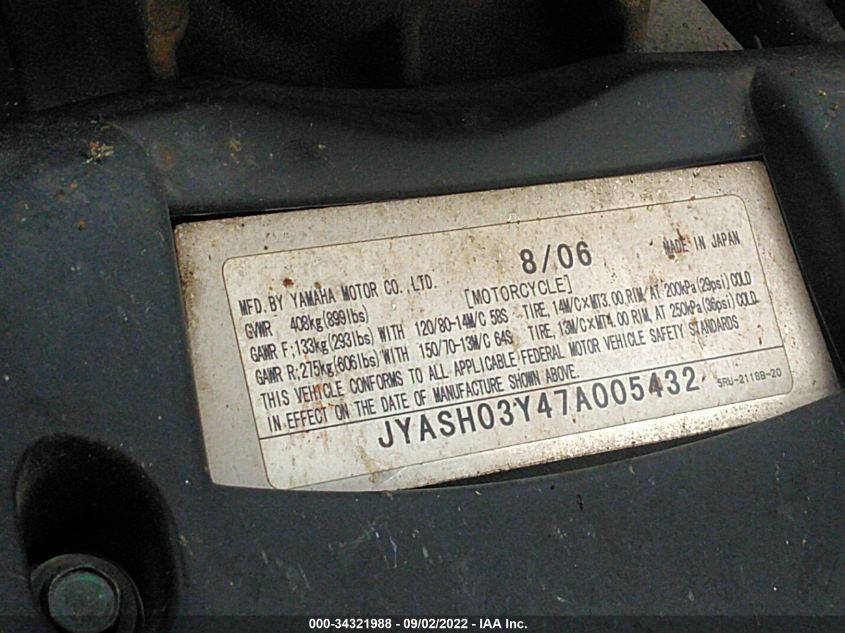 8/06 MADE IN JAPAN
MFD. BY YAMAHA MOTOR CO., LTD. [MOTORCYCLE]
GVWR 408kg(899lbs)
GAWR F;133kg(293lbs) WITH 120/80-14M/C 58S TIRE, 14M/C×MT3.00 RIM, AT 200kPa(29psi) COLD
GAWR R;275kg(606lbs) WITH 150/70-13M/C 64S TIRE, 13M/C×MT4.00 RIM, AT 250kPa(36psi) COLD.
THIS VEHICLE CONFORMS TO ALL APPLICABLE FEDERAL MOTOR VEHICLE SAFETY STANDARDS
IN EFFECT ON THE DATE OF MANUFACTURE SHOWN ABOVE.
JYASH03Y47A005432 5RU-2118B-20
000-34321988 - 09/02/2022 - IAA Inc.